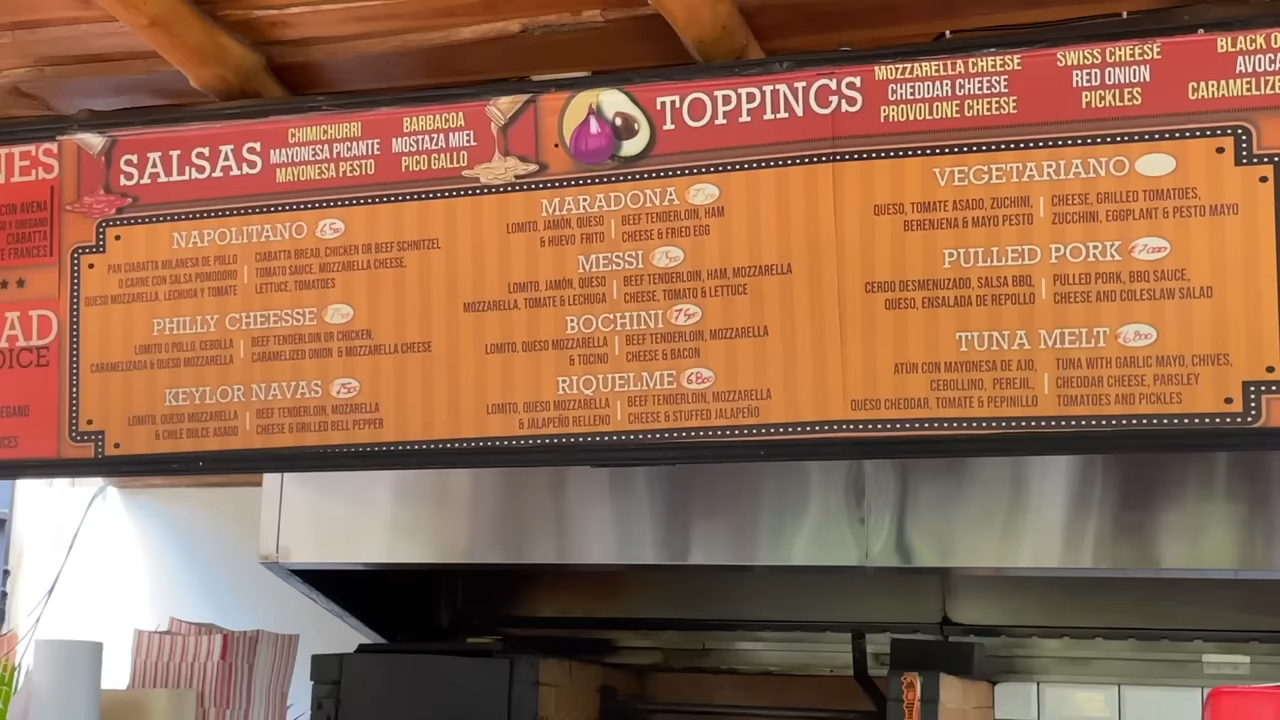 NES
CON AVENA
CIABATTA
FRANCES
AD
SALSAS
CHIMICHURRI
MAYONESA PICANTE
MAYONESA PESTO
BARBACOA
MOSTAZA MIEL
PICO GALLO
TOPPINGS
MOZZARELLA CHEESE
CHEDDAR CHEESE
PROVOLONE CHEESE
SWISS CHEESE
RED ONION
PICKLES
BLACK O
AVOCA
CARAMELIZE
NAPOLITANO 6500
PAN CIABATTA MILANESA DE POLLO
O CARNE CON SALSA POMODORO
QUESO MOZZARELLA, LECHUGA Y TOMATE
CIABATTA BREAD, CHICKEN OR BEEF SCHNITZEL
TOMATO SAUCE, MOZZARELLA CHEESE,
LETTUCE, TOMATOES
PHILLY CHEESSE
LOMITO O POLLO, CEBOLLA
CARAMELIZADA & QUESO MOZZARELLA
BEEF TENDERLOIN OR CHICKEN,
CARAMELIZED ONION & MOZZARELLA CHEESE
KEYLOR NAVAS 7500
LOMITO, QUESO MOZZARELLA
& CHILE DULCE ASADO
BEEF TENDERLOIN, MOZARELLA
CHEESE & GRILLED BELL PEPPER
MARADONA
LOMITO, JAMÓN, QUESO
& HUEVO FRITO
BEEF TENDERLOIN, HAM
CHEESE & FRIED EGG
MESSI
LOMITO, JAMÓN, QUESO
MOZZARELLA, TOMATE & LECHUGA
BEEF TENDERLOIN, HAM, MOZZARELLA
CHEESE, TOMATO & LETTUCE
BOCHINI 7500
LOMITO, QUESO MOZZARELLA
& TOCINO
BEEF TENDERLOIN, MOZZARELLA
CHEESE & BACON
RIQUELME 6800
LOMITO, QUESO MOZZARELLA
& JALAPEÑO RELLENO
BEEF TENDERLOIN, MOZZARELLA
CHEESE & STUFFED JALAPEÑO
VEGETARIANO
QUESO, TOMATE ASADO, ZUCHINI,
BERENJENA & MAYO PESTO
CHEESE, GRILLED TOMATOES,
ZUCCHINI, EGGPLANT & PESTO MAYO
PULLED PORK ₡7000
CERDO DESMENUZADO, SALSA BBQ,
QUESO, ENSALADA DE REPOLLO
PULLED PORK, BBQ SAUCE,
CHEESE AND COLESLAW SALAD
TUNA MELT ₡6.800
ATÚN CON MAYONESA DE AJO,
CEBOLLINO, PEREJIL,
QUESO CHEDDAR, TOMATE & PEPINILLO
TUNA WITH GARLIC MAYO, CHIVES,
CHEDDAR CHEESE, PARSLEY
TOMATOES AND PICKLES